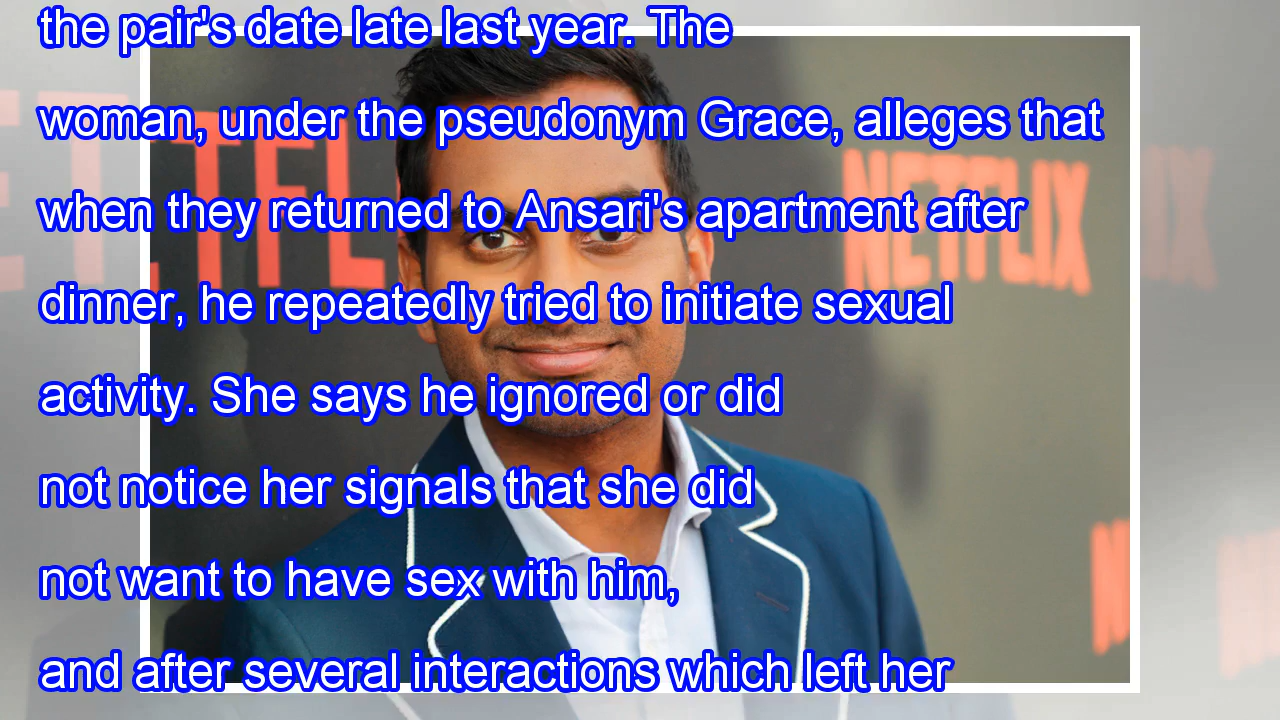 the pair's date late last year. The
woman, under the pseudonym Grace, alleges that
when they returned to Ansari's apartment after
dinner, he repeatedly tried to initiate sexual
activity. She says he ignored or did
not notice her signals that she did
not want to have sex with him,
and after several interactions which left her
NETFLIX